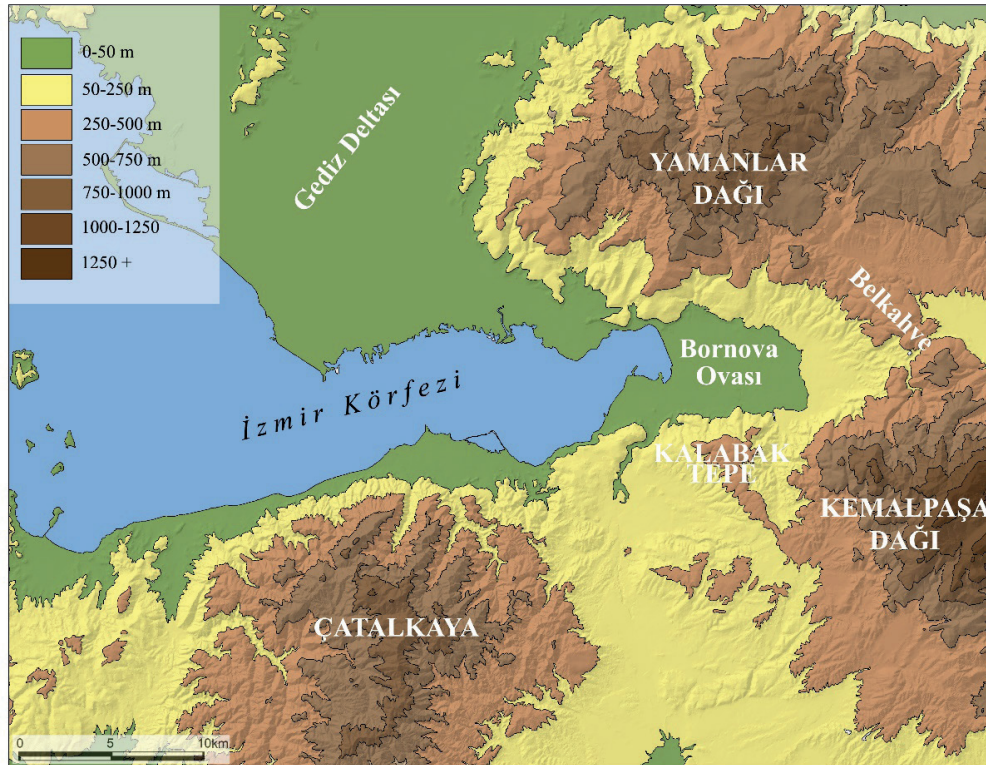 0-50 m
50-250 m
250-500 m
500-750 m
750-1000 m
1000-1250
1250 +
Gediz Deltası
YAMANLAR
DAĞI
Belkahve
Bornova
Ovası
İzmir Körfezi
KALABAK
TEPE
KEMALPAŞA
DAĞI
ÇATALKAYA
0 5 10km